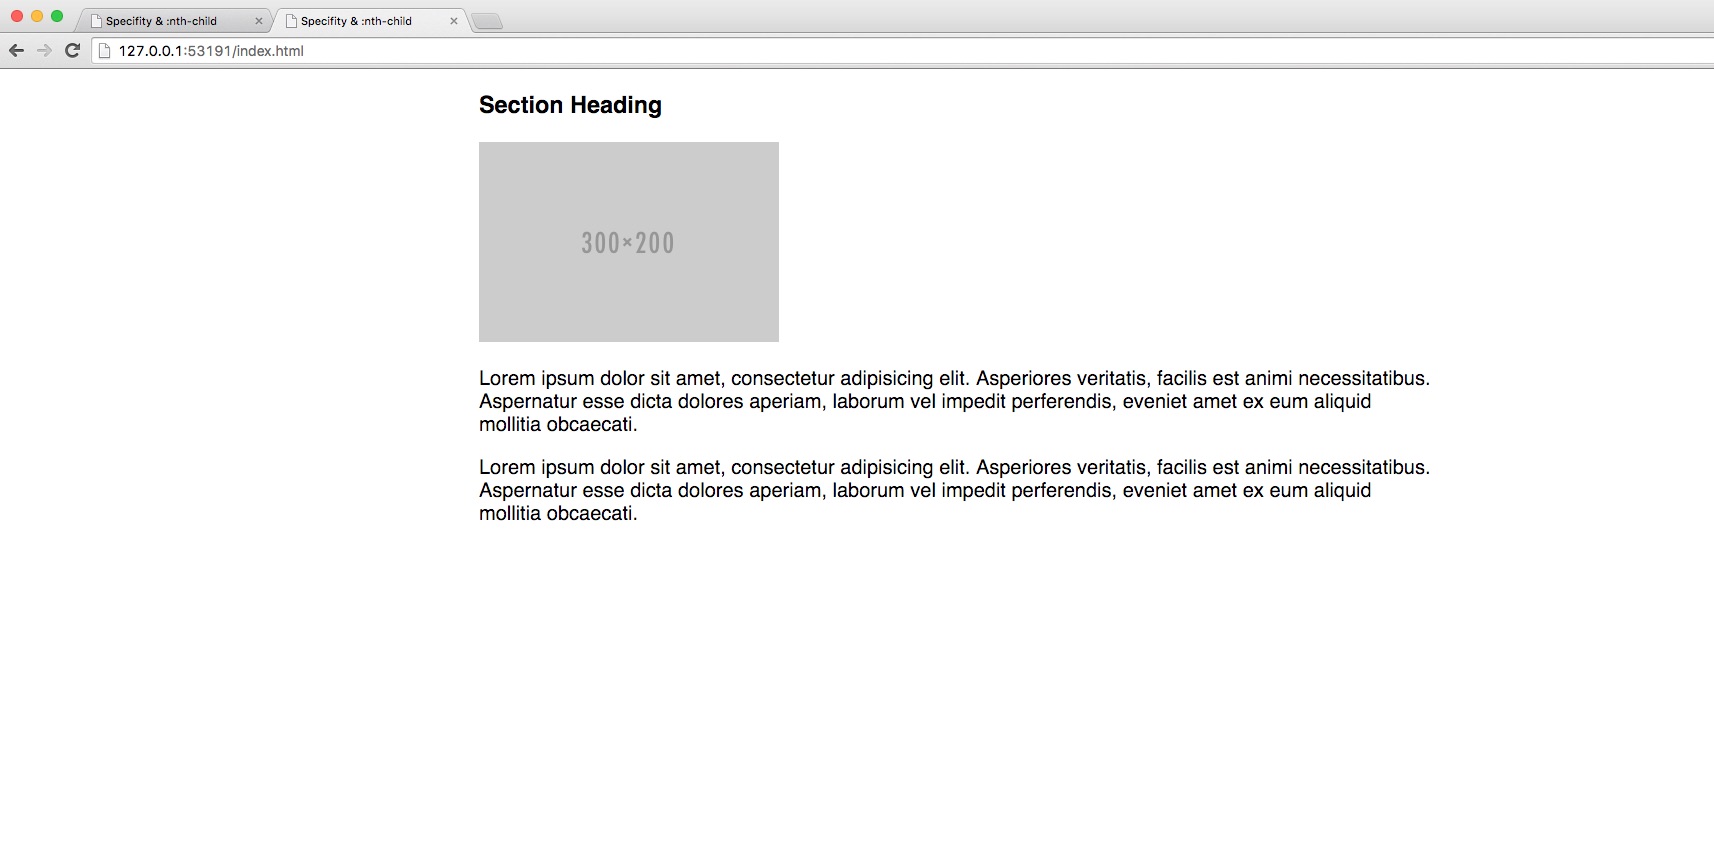 Specifity & :nth-child
Specifity & :nth-child
127.0.0.1:53191/index.html
Section Heading
300×200
Lorem ipsum dolor sit amet, consectetur adipisicing elit. Asperiores veritatis, facilis est animi necessitatibus.
Aspernatur esse dicta dolores aperiam, laborum vel impedit perferendis, eveniet amet ex eum aliquid
mollitia obcaecati.
Lorem ipsum dolor sit amet, consectetur adipisicing elit. Asperiores veritatis, facilis est animi necessitatibus.
Aspernatur esse dicta dolores aperiam, laborum vel impedit perferendis, eveniet amet ex eum aliquid
mollitia obcaecati.